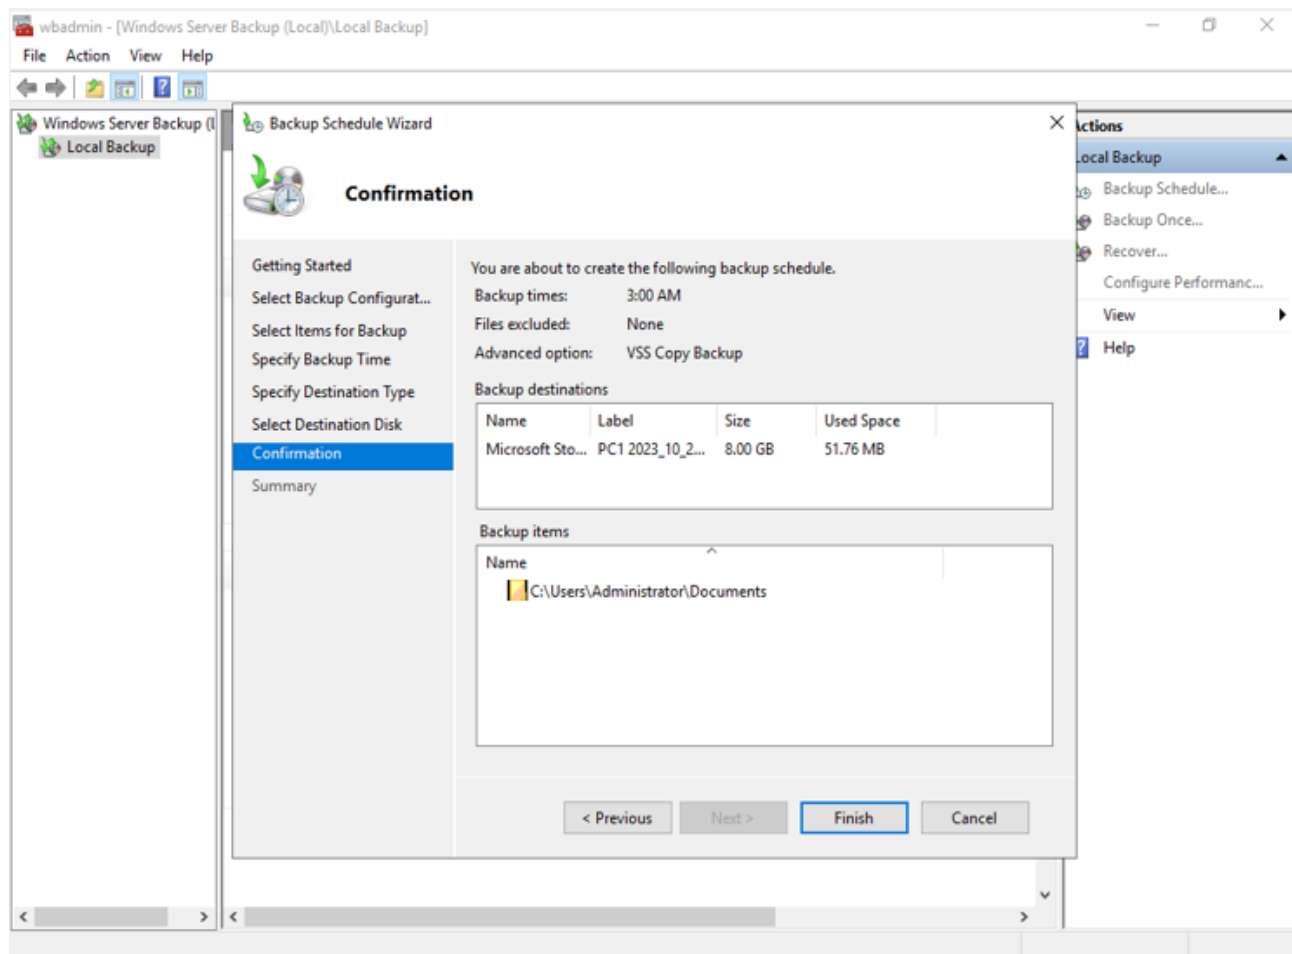 wbadmin - [Windows Server Backup (Local)\Local Backup]
File Action View Help
Windows Server Backup (L
Local Backup
Backup Schedule Wizard
Confirmation
Getting Started
Select Backup Configurat...
Select Items for Backup
Specify Backup Time
Specify Destination Type
Select Destination Disk
Confirmation
Summary
You are about to create the following backup schedule.
Backup times: 3:00 AM
Files excluded: None
Advanced option: VSS Copy Backup
Backup destinations
Name Label Size Used Space
Microsoft Sto... PC1 2023_10_2... 8.00 GB 51.76 MB
Backup items
Name
C:\Users\Administrator\Documents
< Previous Next > Finish Cancel
Actions
Local Backup
Backup Schedule...
Backup Once...
Recover...
Configure Performanc...
View
Help